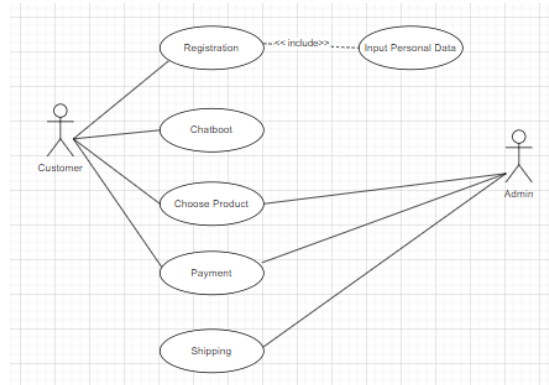 Registration
<< include>>
Input Personal Data
Chatboot
Customer
Admin
Choose Product
Payment
Shipping